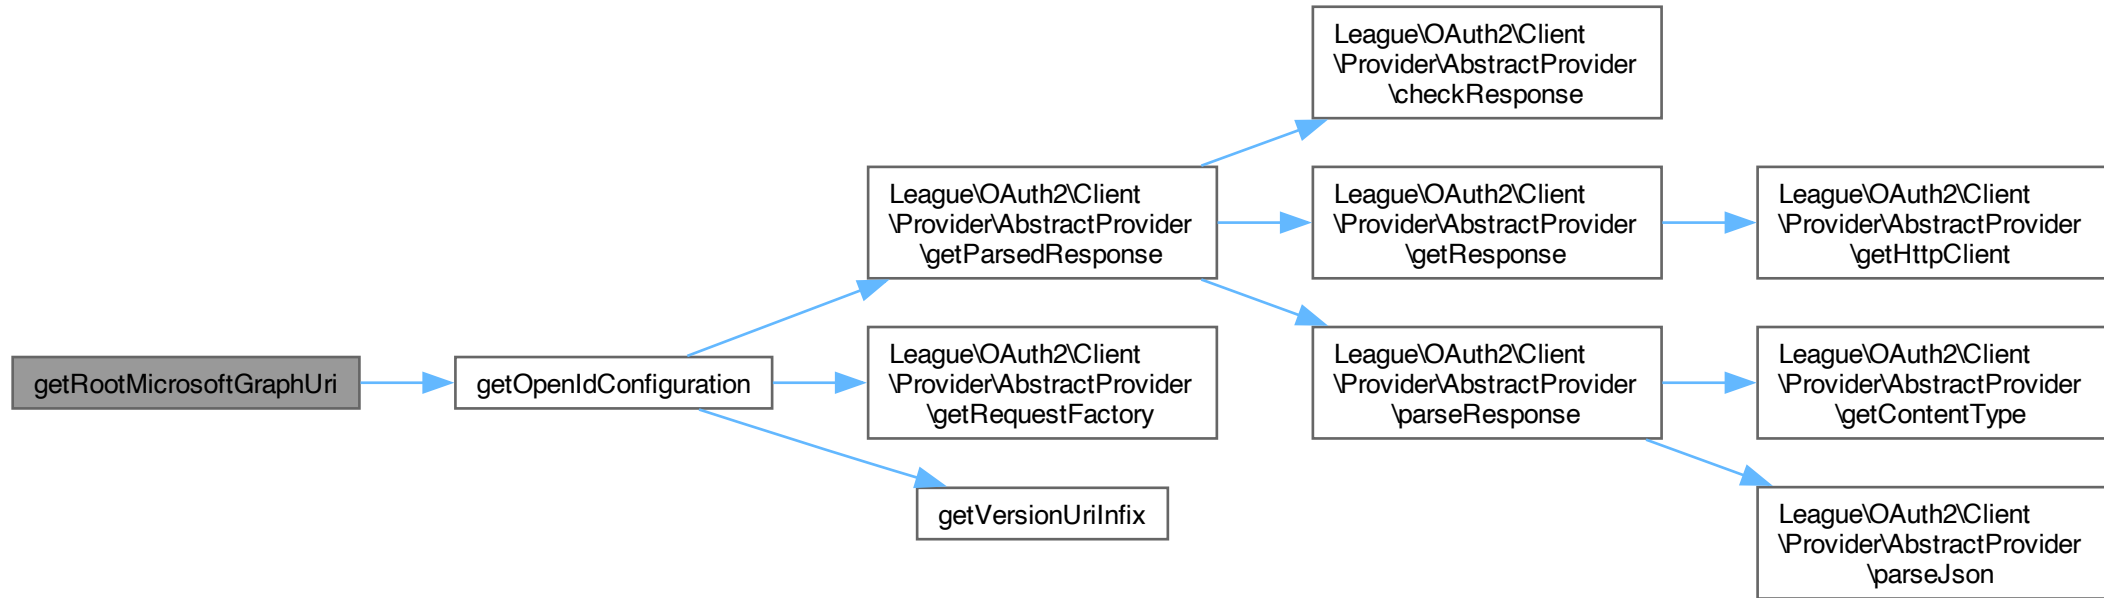 getRootMicrosoftGraphUri
getOpenIdConfiguration
League\OAuth2\Client
\Provider\AbstractProvider
\getParsedResponse
League\OAuth2\Client
\Provider\AbstractProvider
\getRequestFactory
getVersionUriInfix
League\OAuth2\Client
\Provider\AbstractProvider
\checkResponse
League\OAuth2\Client
\Provider\AbstractProvider
\getResponse
League\OAuth2\Client
\Provider\AbstractProvider
\parseResponse
League\OAuth2\Client
\Provider\AbstractProvider
\getHttpClient
League\OAuth2\Client
\Provider\AbstractProvider
\getContentType
League\OAuth2\Client
\Provider\AbstractProvider
\parseJson